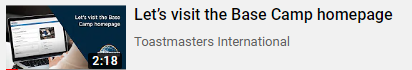 Let's visit the Base
Camp homepage
2:18
Let's visit the Base Camp homepage
Toastmasters International